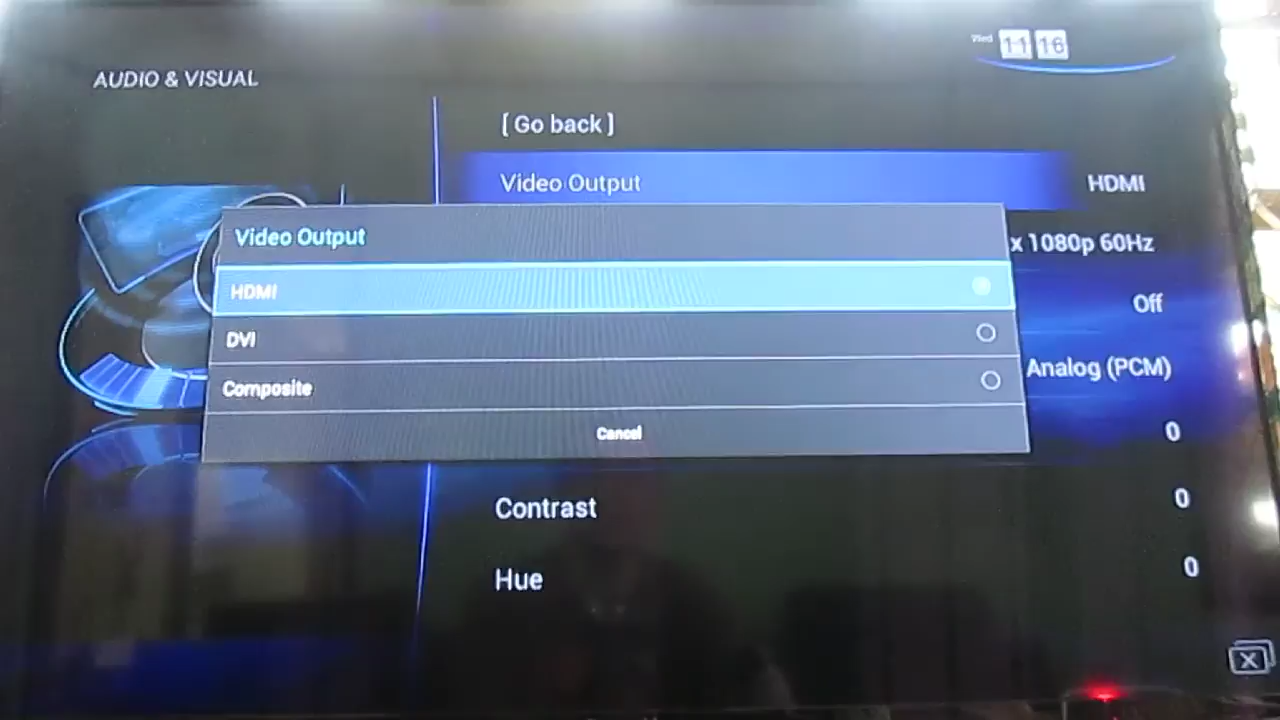 Wed 11 16
AUDIO & VISUAL
[ Go back ]
Video Output HDMI
Video Output
x 1080p 60Hz
HDMI
Off
DVI
Analog (PCM)
Composite
Cancel
0
Contrast 0
Hue 0